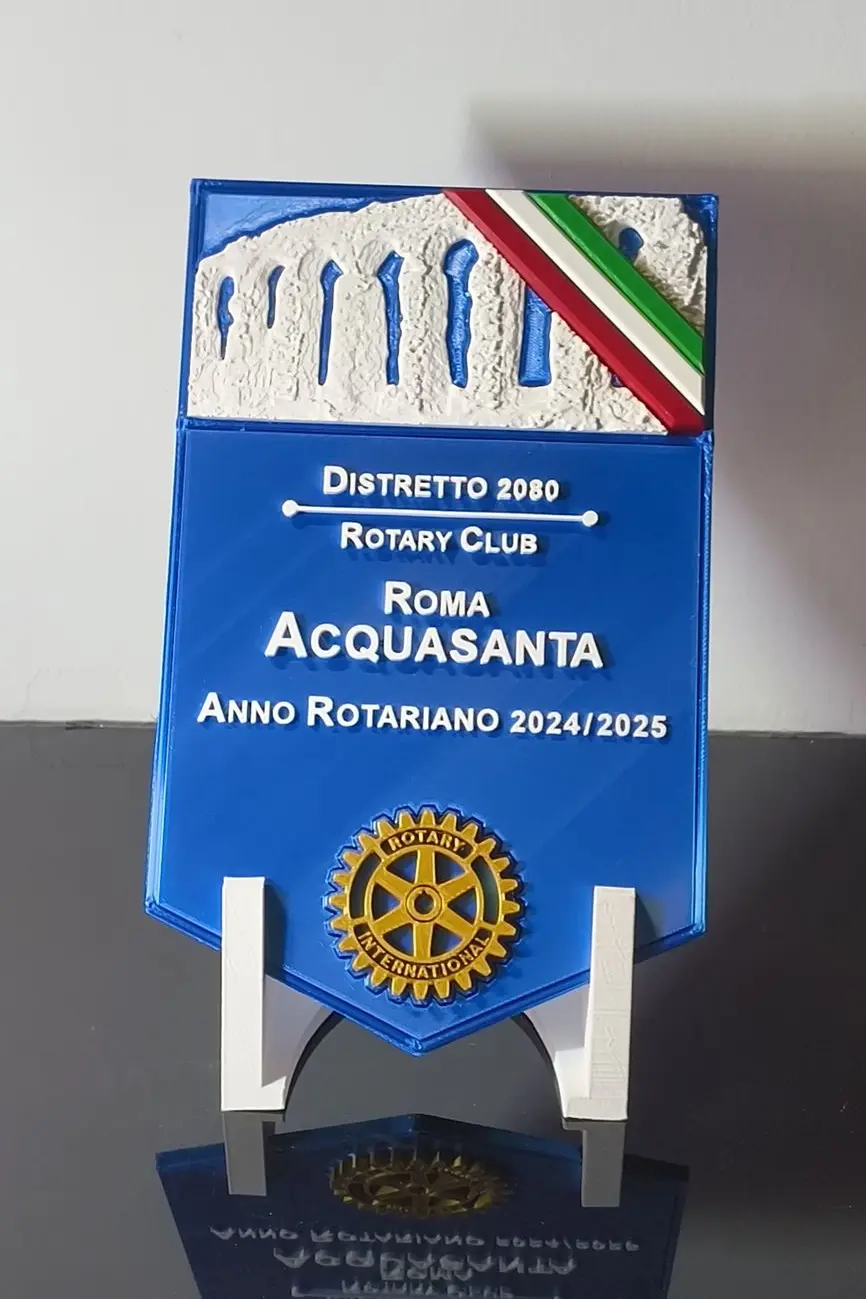 DISTRETTO 2080
ROTARY CLUB
ROMA
ACQUASANTA
ANNO ROTARIANO 2024/2025
ROTARY
INTERNATIONAL